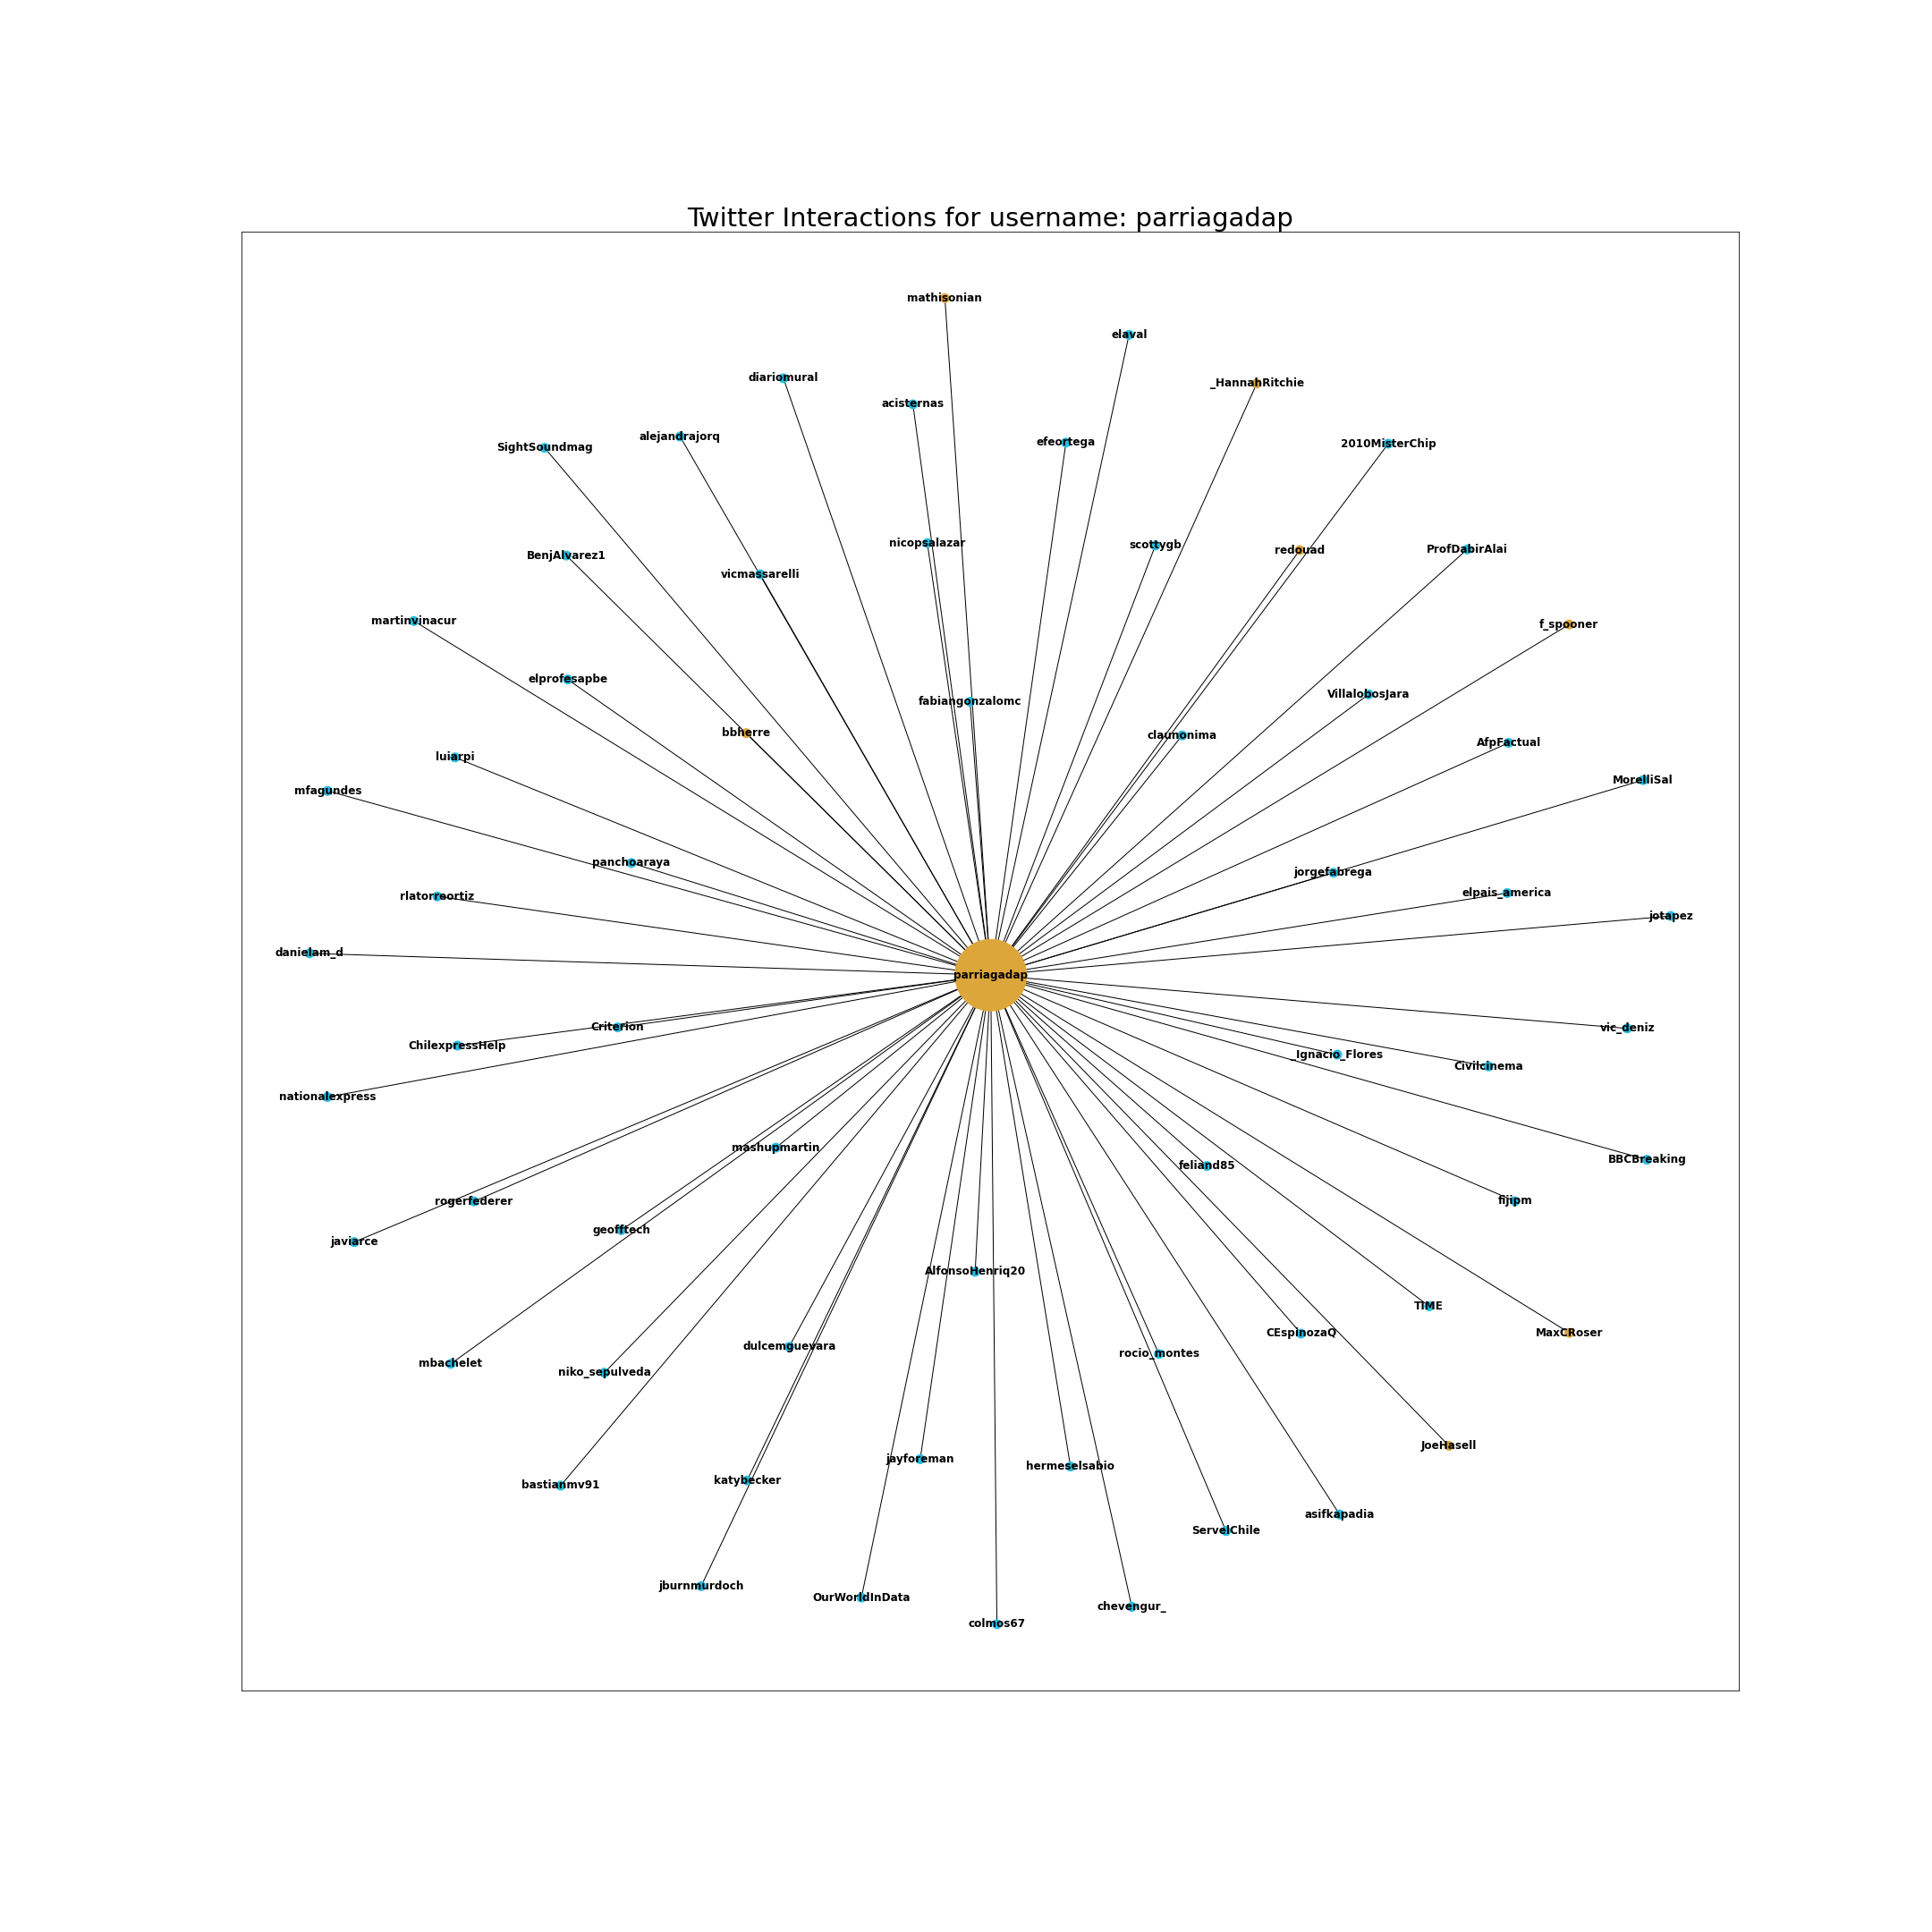 Twitter Interactions for username: parriagadap
mathisonian
elaval
diariomural
_HannahRitchie
acisternas
alejandrajorq
efeortega
2010MisterChip
SightSoundmag
nicopsalazar
scottygb
redouad
ProfDabirAlai
BenjAlvarez1
vicmassarelli
martinvinacur
f_spooner
elprofesapbe
VillalobosJara
fabiangonzalomc
bbherre
claunonima
AfpFactual
luiarpi
MorelliSal
mfagundes
panchoaraya
jorgefabrega
elpais_america
rlatorreortiz
jotapez
danielam_d
parriagadap
Criterion
vic_deniz
ChilexpressHelp
_Ignacio_Flores
Civilcinema
nationalexpress
mashupmartin
BBCBreaking
feliand85
rogerfederer
fijipm
geofftech
javiarce
AlfonsoHenriq20
TIME
CEspinozaQ
MaxCRoser
dulcemguevara
rocio_montes
mbachelet
niko_sepulveda
JoeHasell
jayforeman
hermeselsabio
katybecker
bastianmv91
asifkapadia
ServelChile
jburnmurdoch
OurWorldInData
chevengur_
colmos67